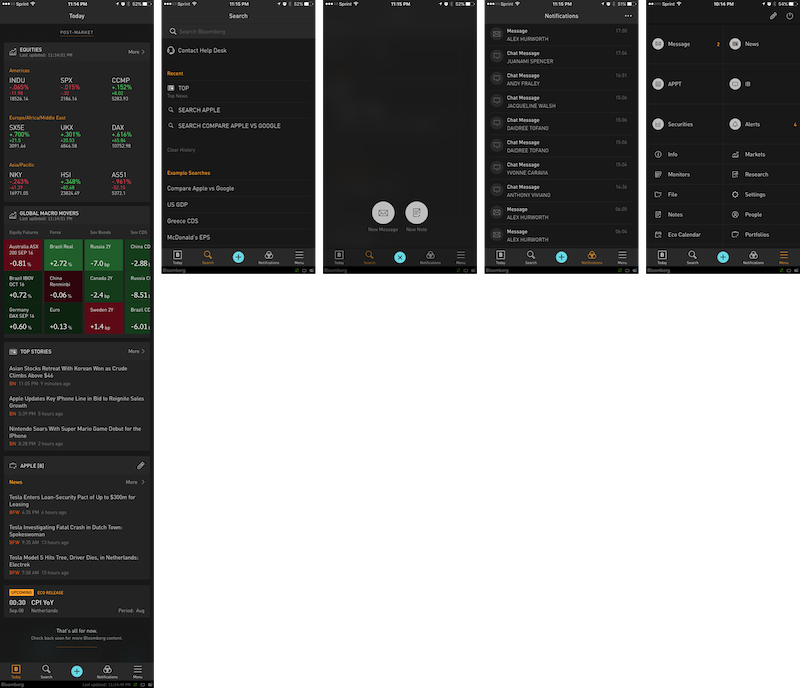 Sprint 11:14 PM 52%
Today
POST-MARKET
EQUITIES
Last updated: 11:14:01 PM
More
Americas
INDU SPX CCMP
-.065% -.015% +.152%
-11.98 -.32 +8.02
18526.14 2186.16 5283.93
Europe/Africa/Middle East
SX5E UKX DAX
+.700% +.301% +.616%
+21.5 +20.53 +65.84
3091.66 6846.58 10752.98
Asia/Pacific
NKY HSI AS51
-.243% +.348% -.961%
-41.39 +82.68 -52.15
16971.05 23824.49 5372.1
GLOBAL MACRO MOVERS
Last updated: 11:14:01 PM
Equity Futures Forex Sov Bonds Sov CDS
Australia ASX 200 SEP 16 Brazil Real Russia 2Y China CD
-0.81 % +2.72 % -7.0 bp -2.88
Brazil IBOV OCT 16 China Renminbi Canada 2Y Russia C
+0.72 % -0.06 % -2.4 bp -8.51
Germany DAX SEP 16 Euro Sweden 2Y China CD
+0.60 % +0.13 % +1.4 bp -6.01
TOP STORIES
More
Asian Stocks Retreat With Korean Won as Crude
Climbs Above $46
BN 11:05 PM 9 minutes ago
Apple Updates Key IPhone Line in Bid to Reignite Sales
Growth
BN 5:39 PM 5 hours ago
Nintendo Soars With Super Mario Game Debut for the
IPhone
BN 8:28 PM 2 hours ago
APPLE [8]
News
More
Tesla Enters Loan-Security Pact of Up to $300m for
Leasing
BFW 4:35 PM 6 hours ago
Tesla Investigating Fatal Crash in Dutch Town:
Spokeswoman
BFW 9:35 AM 13 hours ago
Tesla Model S Hits Tree, Driver Dies, in Netherlands:
Electrek
BFW 7:58 AM 15 hours ago
UPCOMING ECO RELEASE
00:30 CPI YoY
Sep.08 Netherlands Period: Aug
That's all for now.
Check back soon for more Bloomberg content.
Today Search Notifications Menu
Bloomberg Last updated: 11:14:49 PM
Sprint 11:15 PM 52%
Search
Search Bloomberg
Contact Help Desk
Recent
TOP
Top News
SEARCH APPLE
SEARCH COMPARE APPLE VS GOOGLE
Clear History
Example Searches
Compare Apple vs Google
US GDP
Greece CDS
McDonald's EPS
Today Search Notifications Menu
Bloomberg
Sprint 11:15 PM 52%
New Message New Note
Today Search Notifications Menu
Bloomberg
Sprint 11:15 PM 51%
Notifications
Message 17:50
ALEX HURWORTH
Chat Message 17:04
JUANAMI SPENCER
Chat Message 16:51
ANDY FRALEY
Chat Message
JACQUELINE WALSH
Chat Message 15:06
DAIDREE TOFANO
Chat Message 15:04
DAIDREE TOFANO
Chat Message 15:04
YVONNE CARAVIA
Chat Message 14:36
ANTHONY VIVIANO
Message 06:09
ALEX HURWORTH
Message 05:04
ALEX HURWORTH
Today Search Notifications Menu
Bloomberg
Sprint 10:16 PM 54%
Message 2 News
APPT IB
Securities Alerts 4
Info Markets
Monitors Research
File Settings
Notes People
Eco Calendar Portfolios
Today Search Notifications Menu
Bloomberg